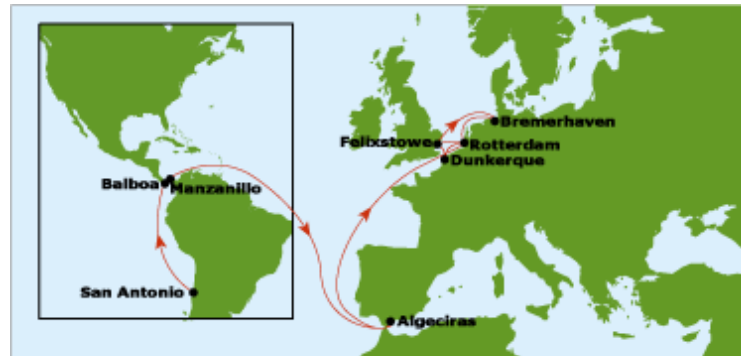 Bremerhaven
Felixstowe
Rotterdam
Dunkerque
Balboa
Manzanillo
San Antonio
Algeciras